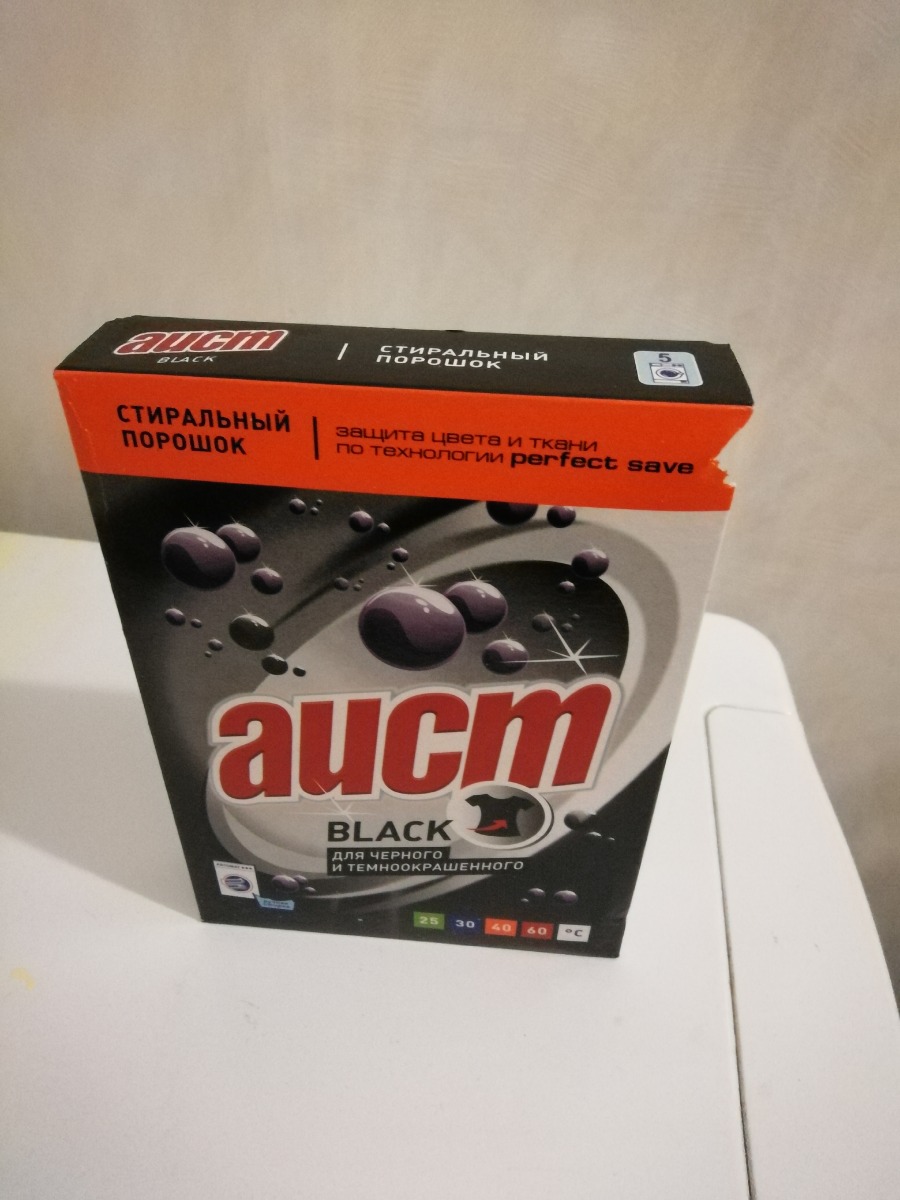 аист
BLACK
СТИРАЛЬНЫЙ
ПОРОШОК
5
СТИРАЛЬНЫЙ
ПОРОШОК
защита цвета и ткани
по технологии perfect save
аист
BLACK
ДЛЯ ЧЕРНОГО
И ТЕМНООКРАШЕННОГО
25 30 40 60 °C